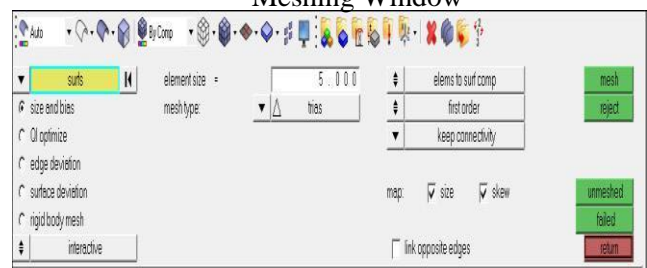 Meshing Window
Auto By Comp
surfs element size = 5.000 elems to surf comp mesh
size and bias mesh type: trias first order reject
QI optimize keep connectivity
edge deviation
surface deviation map: size skew unmeshed
rigid body mesh failed
interactive link opposite edges return